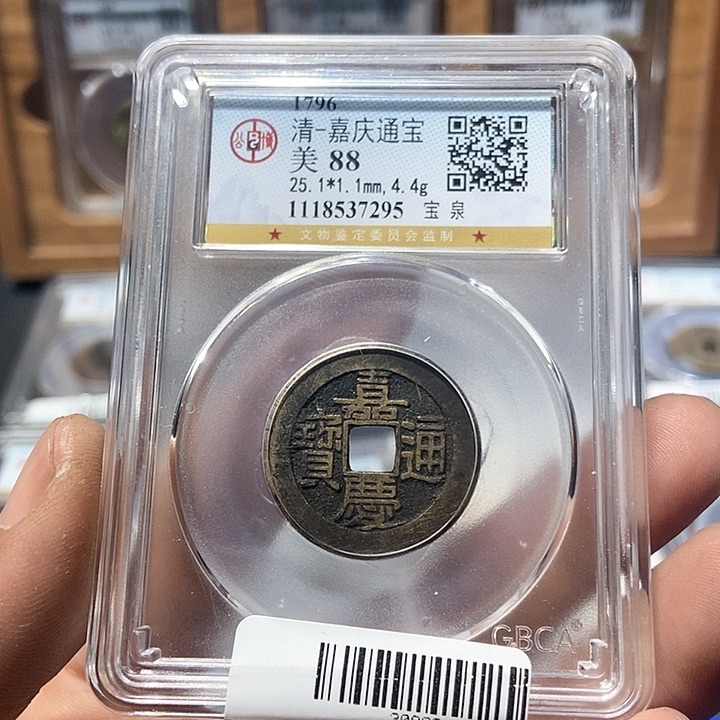 1796
清-嘉庆通宝
美 88
25.1*1.1mm,4.4g
1118537295 宝 泉
★ 文物鉴定委员会监制 ★
嘉慶通寶
GBCA